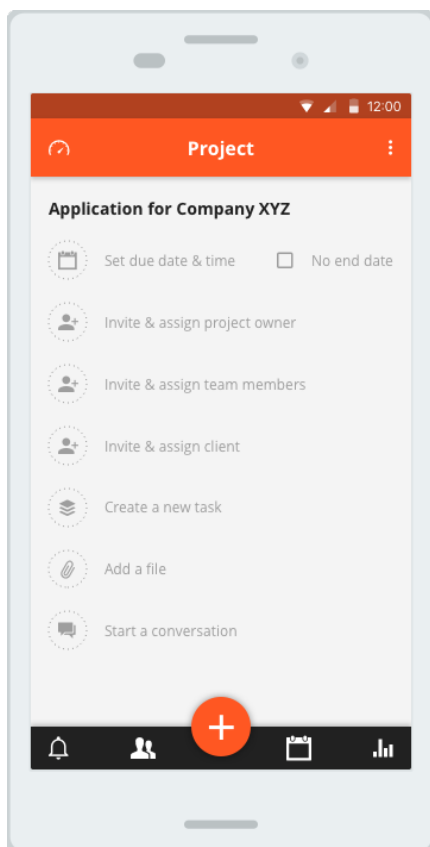 12:00
Project
Application for Company XYZ
Set due date & time No end date
Invite & assign project owner
Invite & assign team members
Invite & assign client
Create a new task
Add a file
Start a conversation